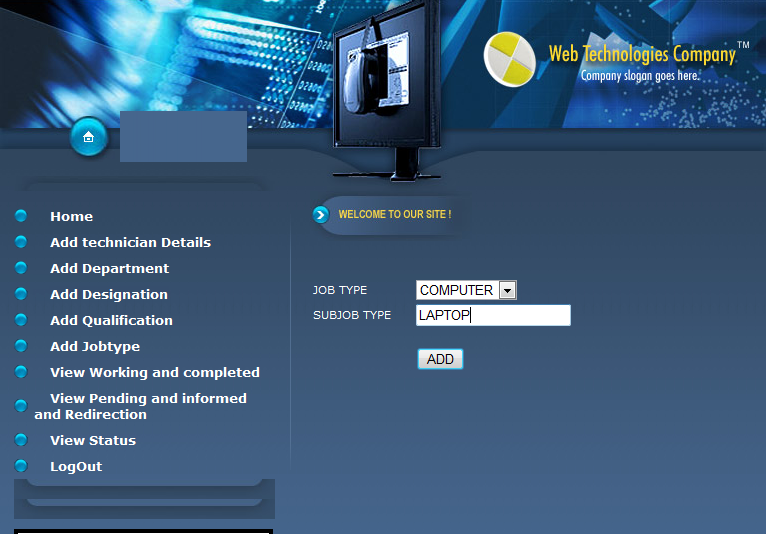 Web Technologies Company™
Company slogan goes here.
Home
Add technician Details
Add Department
Add Designation
Add Qualification
Add Jobtype
View Working and completed
View Pending and informed
and Redirection
View Status
LogOut
WELCOME TO OUR SITE !
JOB TYPE COMPUTER
SUBJOB TYPE LAPTOP
ADD